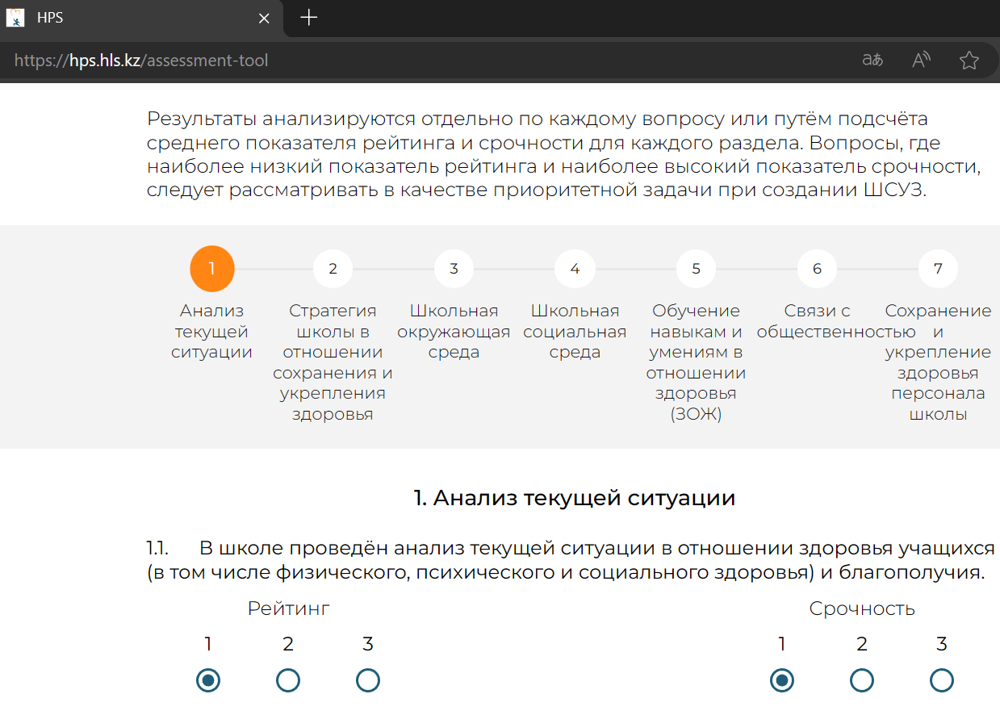 HPS
https://hps.hls.kz/assessment-tool
Результаты анализируются отдельно по каждому вопросу или путём подсчёта
среднего показателя рейтинга и срочности для каждого раздела. Вопросы, где
наиболее низкий показатель рейтинга и наиболее высокий показатель срочности,
следует рассматривать в качестве приоритетной задачи при создании ШСУЗ.
1
Анализ
текущей
ситуации
2
Стратегия
школы в
отношении
сохранения и
укрепления
здоровья
3
Школьная
окружающая
среда
4
Школьная
социальная
среда
5
Обучение
навыкам и
умениям в
отношении
здоровья
(ЗОЖ)
6
Связи с
общественностью
7
Сохранение
и
укрепление
здоровья
персонала
школы
1. Анализ текущей ситуации
1.1. В школе проведён анализ текущей ситуации в отношении здоровья учащихся
(в том числе физического, психического и социального здоровья) и благополучия.
Рейтинг
1 2 3
Срочность
1 2 3